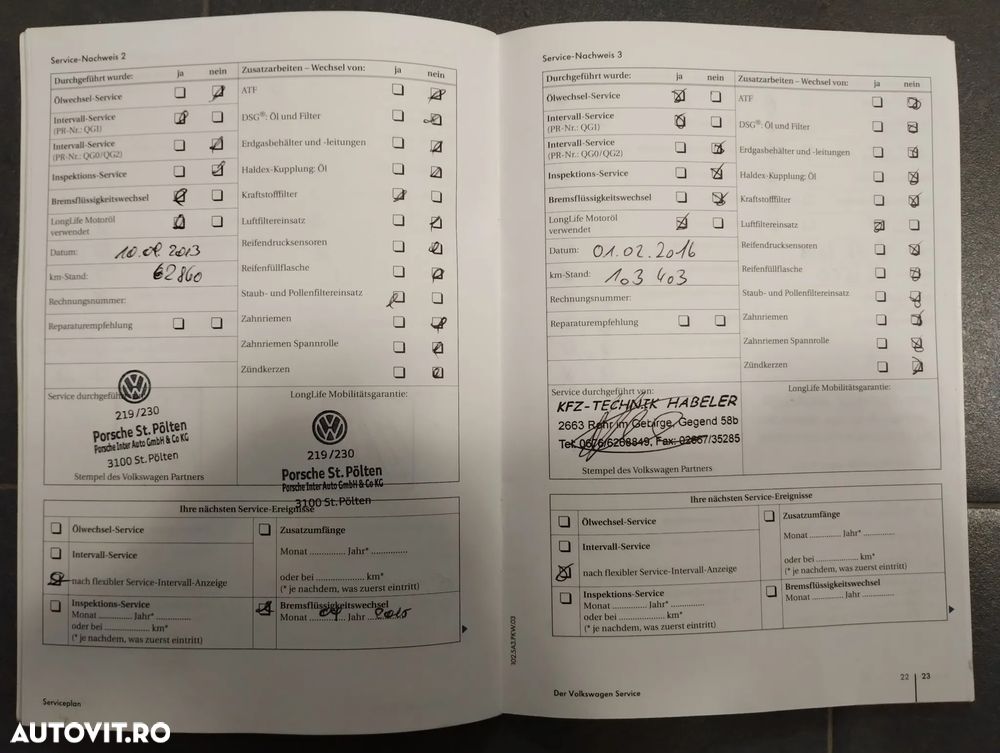 Service-Nachweis 2
Durchgeführt wurde: ja nein
Zusatzarbeiten – Wechsel von: ja nein
Ölwechsel-Service
Intervall-Service
(PR-Nr.: QG1)
Intervall-Service
(PR-Nr.: QG0/QG2)
Inspektions-Service
Bremsflüssigkeitswechsel
LongLife Motoröl
verwendet
Datum: 10.09.2013
km-Stand: 62860
Rechnungsnummer:
Reparaturempfehlung
ATF
DSG®: Öl und Filter
Erdgasbehälter und -leitungen
Haldex-Kupplung: Öl
Kraftstofffilter
Luftfiltereinsatz
Reifendrucksensoren
Reifenfüllflasche
Staub- und Pollenfiltereinsatz
Zahnriemen
Zahnriemen Spannrolle
Zündkerzen
Service durchgeführt
219/230
Porsche St. Pölten
Porsche Inter Auto GmbH & Co KG
3100 St. Pölten
Stempel des Volkswagen Partners
LongLife Mobilitätsgarantie:
219/230
Porsche St. Pölten
Porsche Inter Auto GmbH & Co KG
3100 St. Pölten
Ihre nächsten Service-Ereignisse
Ölwechsel-Service
Intervall-Service
nach flexibler Service-Intervall-Anzeige
Inspektions-Service
Monat ............ Jahr* ............
oder bei .................... km*
(* je nachdem, was zuerst eintritt)
Zusatzumfänge
Monat ............ Jahr* ............
oder bei .................... km*
(* je nachdem, was zuerst eintritt)
Bremsflüssigkeitswechsel
Monat 09 Jahr 2015
Serviceplan
Service-Nachweis 3
Durchgeführt wurde: ja nein
Zusatzarbeiten – Wechsel von: ja nein
Ölwechsel-Service
Intervall-Service
(PR-Nr.: QG1)
Intervall-Service
(PR-Nr.: QG0/QG2)
Inspektions-Service
Bremsflüssigkeitswechsel
LongLife Motoröl
verwendet
Datum: 01.02.2016
km-Stand: 103 403
Rechnungsnummer:
Reparaturempfehlung
ATF
DSG®: Öl und Filter
Erdgasbehälter und -leitungen
Haldex-Kupplung: Öl
Kraftstofffilter
Luftfiltereinsatz
Reifendrucksensoren
Reifenfüllflasche
Staub- und Pollenfiltereinsatz
Zahnriemen
Zahnriemen Spannrolle
Zündkerzen
Service durchgeführt von:
KFZ-TECHNIK HABELER
2663 Rohr im Gebirge, Gegend 58b
Tel. 0676/6208849, Fax: 02667/35285
Stempel des Volkswagen Partners
LongLife Mobilitätsgarantie:
Ihre nächsten Service-Ereignisse
Ölwechsel-Service
Intervall-Service
nach flexibler Service-Intervall-Anzeige
Inspektions-Service
Monat ............ Jahr* ............
oder bei .................... km*
(* je nachdem, was zuerst eintritt)
Zusatzumfänge
Monat ............ Jahr* ............
oder bei .................... km*
(* je nachdem, was zuerst eintritt)
Bremsflüssigkeitswechsel
Monat ............ Jahr ............
102.5A3.PKW.03
Der Volkswagen Service
22 23
AUTOVIT.RO